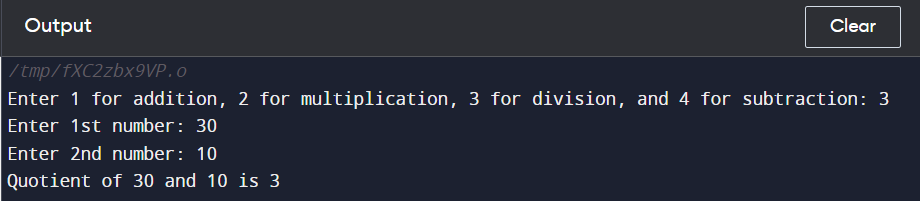 Output
Clear
/tmp/fXC2zbx9VP.o
Enter 1 for addition, 2 for multiplication, 3 for division, and 4 for subtraction: 3
Enter 1st number: 30
Enter 2nd number: 10
Quotient of 30 and 10 is 3